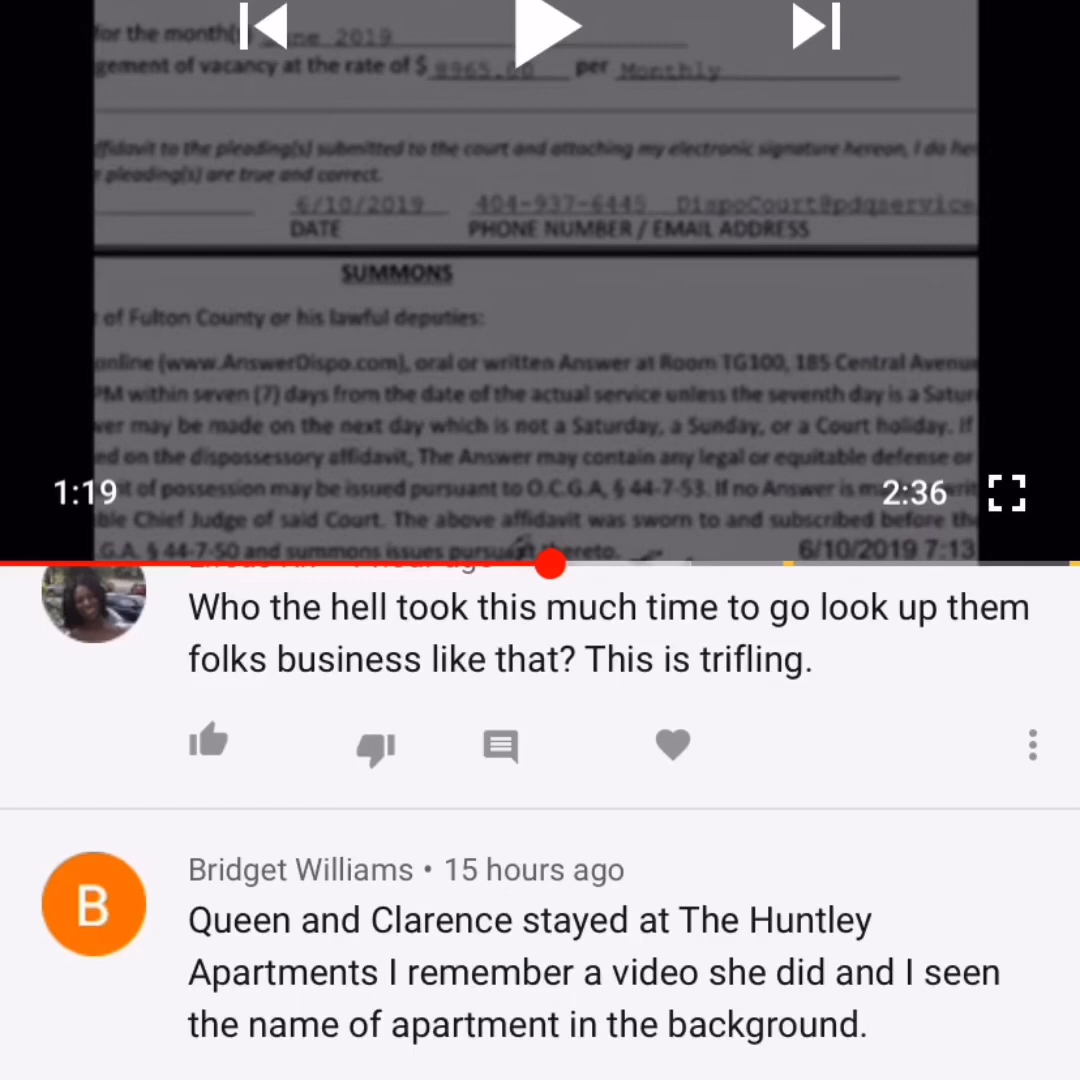 for the month(
ne 2019
gement of vacancy at the rate of $ 8965.00 per Monthly
ffidavit to the pleading(s) submitted to the court and attaching my electronic signature hereon, I do her
pleading(s) are true and correct.
6/10/2019 404-937-6445 DispoCourt@pdqservice
DATE PHONE NUMBER / EMAIL ADDRESS
SUMMONS
of Fulton County or his lawful deputies:
online (www.AnswerDispo.com), oral or written Answer at Room TG100, 185 Central Avenue
PM within seven (7) days from the date of the actual service unless the seventh day is a Satur
wer may be made on the next day which is not a Saturday, a Sunday, or a Court holiday. If
ed on the dispossessory affidavit, The Answer may contain any legal or equitable defense or
1:19 t of possession may be issued pursuant to O.C.G.A, § 44-7-53. If no Answer is m 2:36
ble Chief Judge of said Court. The above affidavit was sworn to and subscribed before the
.G.A. § 44-7-50 and summons issues pursuant thereto. 6/10/2019 7:13
Who the hell took this much time to go look up them
folks business like that? This is trifling.
B
Bridget Williams • 15 hours ago
Queen and Clarence stayed at The Huntley
Apartments I remember a video she did and I seen
the name of apartment in the background.